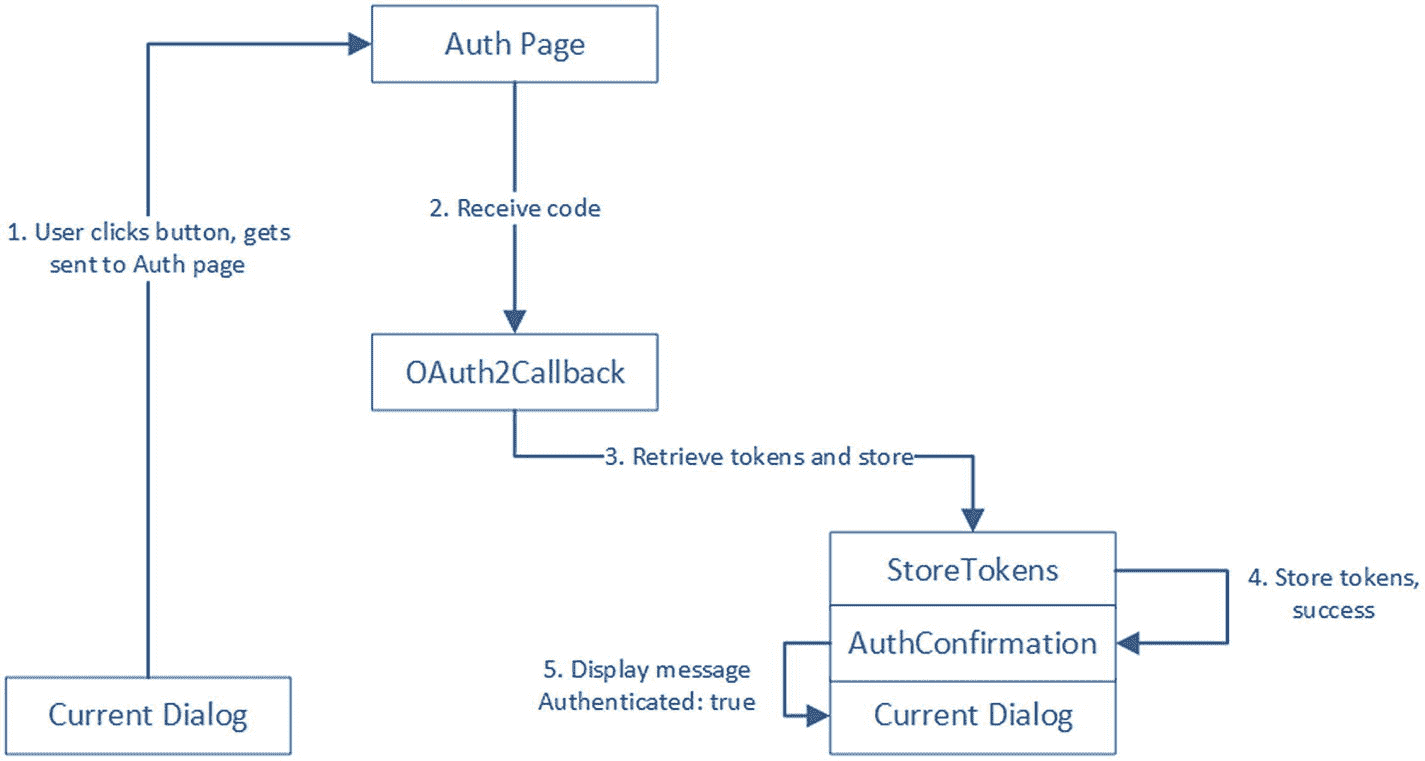 Auth Page
1. User clicks button, gets
sent to Auth page
2. Receive code
OAuth2Callback
3. Retrieve tokens and store
StoreTokens
4. Store tokens,
success
AuthConfirmation
5. Display message
Authenticated: true
Current Dialog
Current Dialog